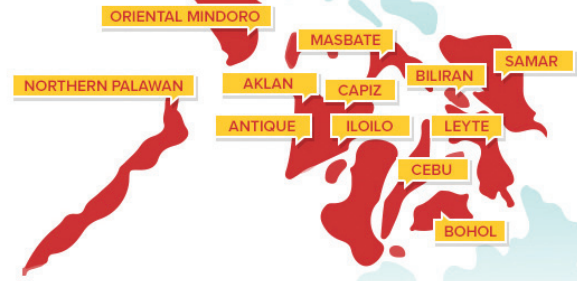 ORIENTAL MINDORO
MASBATE
SAMAR
BILIRAN
NORTHERN PALAWAN
AKLAN
CAPIZ
ANTIQUE
ILOILO
LEYTE
CEBU
BOHOL